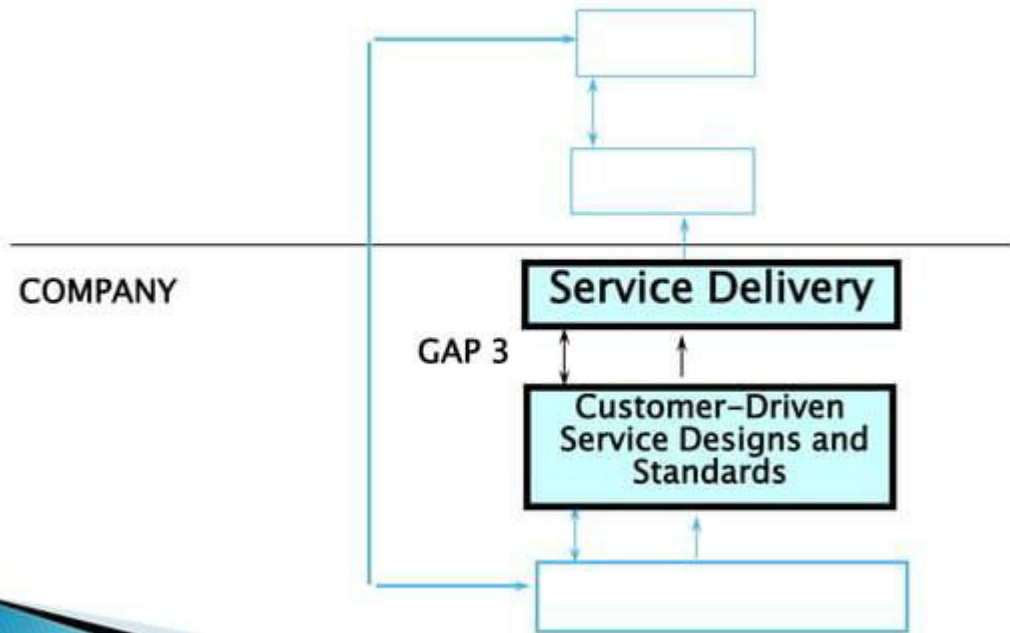 COMPANY
Service Delivery
GAP 3
Customer-Driven
Service Designs and
Standards